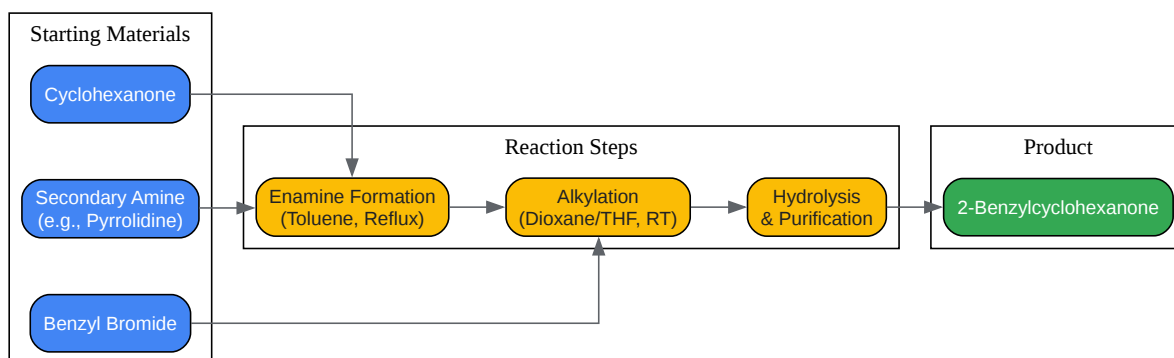 Starting Materials
Cyclohexanone
Secondary Amine
(e.g., Pyrrolidine)
Benzyl Bromide
Reaction Steps
Enamine Formation
(Toluene, Reflux)
Alkylation
(Dioxane/THF, RT)
Hydrolysis
& Purification
Product
2-Benzylcyclohexanone